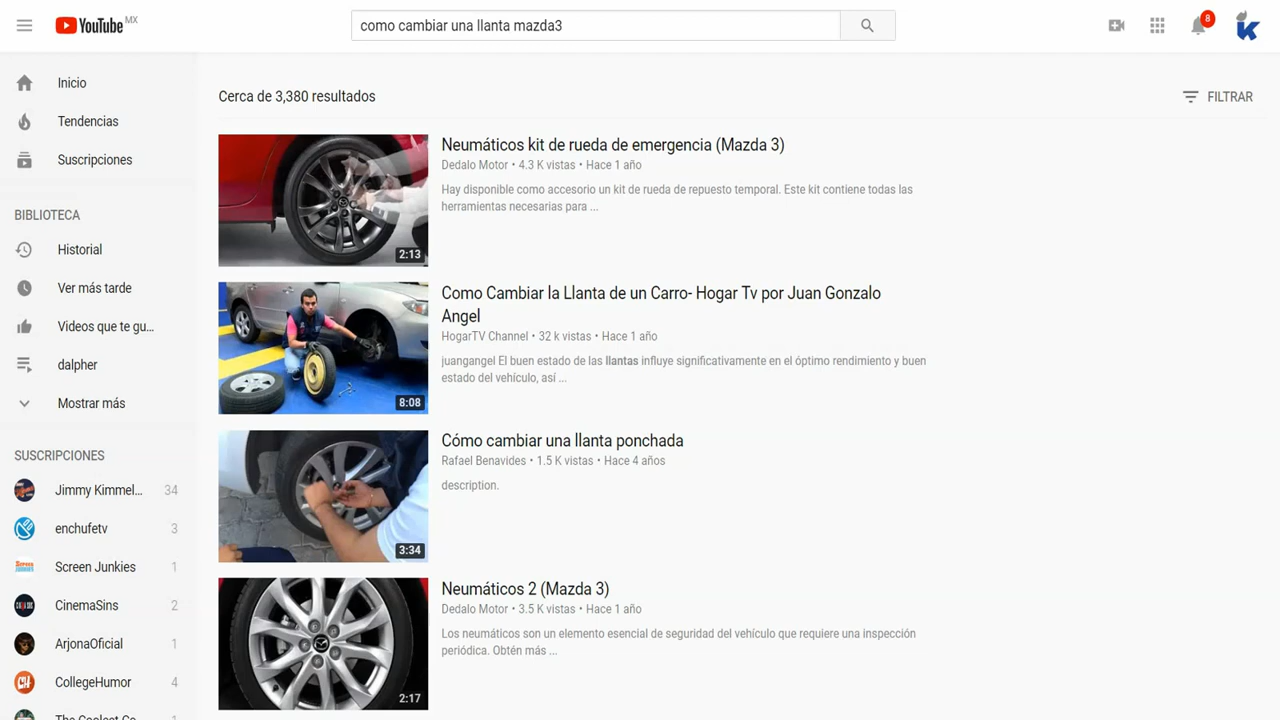 YouTube MX
como cambiar una llanta mazda3
8
Inicio
Tendencias
Suscripciones
BIBLIOTECA
Historial
Ver más tarde
Videos que te gu...
dalpher
Mostrar más
SUSCRIPCIONES
Jimmy Kimmel... 34
enchufetv 3
Screen Junkies 1
CinemaSins 2
ArjonaOficial 1
CollegeHumor 4
Cerca de 3,380 resultados
FILTRAR
2:13
Neumáticos kit de rueda de emergencia (Mazda 3)
Dedalo Motor • 4.3 K vistas • Hace 1 año
Hay disponible como accesorio un kit de rueda de repuesto temporal. Este kit contiene todas las
herramientas necesarias para ...
8:08
Como Cambiar la Llanta de un Carro- Hogar Tv por Juan Gonzalo
Angel
HogarTV Channel • 32 k vistas • Hace 1 año
juangangel El buen estado de las llantas influye significativamente en el óptimo rendimiento y buen
estado del vehículo, así ...
3:34
Cómo cambiar una llanta ponchada
Rafael Benavides • 1.5 K vistas • Hace 4 años
description.
2:17
Neumáticos 2 (Mazda 3)
Dedalo Motor • 3.5 K vistas • Hace 1 año
Los neumáticos son un elemento esencial de seguridad del vehículo que requiere una inspección
periódica. Obtén más ...